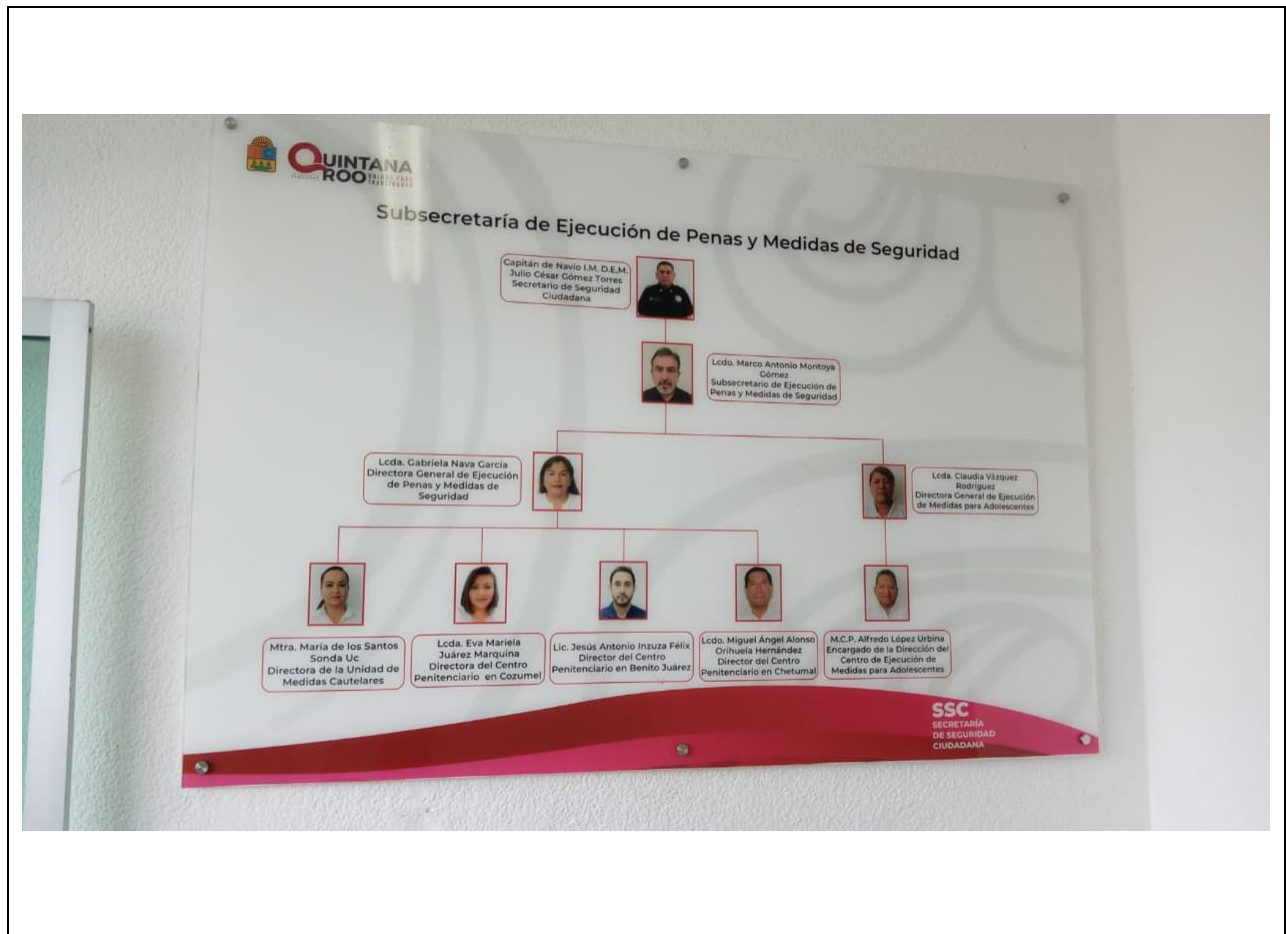 QUINTANA
ROO
UNIDOS PARA
TRANSFORMAR
Subsecretaría de Ejecución de Penas y Medidas de Seguridad
Capitán de Navío I.M. D.E.M.
Julio César Gómez Torres
Secretario de Seguridad
Ciudadana
Lcdo. Marco Antonio Montoya
Gómez
Subsecretario de Ejecución de
Penas y Medidas de Seguridad
Lcda. Gabriela Nava Garcia
Directora General de Ejecución
de Penas y Medidas de
Seguridad
Lcda. Claudia Vázquez
Rodríguez
Directora General de Ejecución
de Medidas para Adolescentes
Mtra. María de los Santos
Sonda Uc
Directora de la Unidad de
Medidas Cautelares
Lcda. Eva Mariela
Juárez Marquina
Directora del Centro
Penitenciario en Cozumel
Lic. Jesús Antonio Inzuza Félix
Director del Centro
Penitenciario en Benito Juárez
Lcdo. Miguel Ángel Alonso
Orihuela Hernández
Director del Centro
Penitenciario en Chetumal
M.C.P. Alfredo López Urbina
Encargado de la Dirección del
Centro de Ejecución de
Medidas para Adolescentes
SSC
SECRETARÍA
DE SEGURIDAD
CIUDADANA